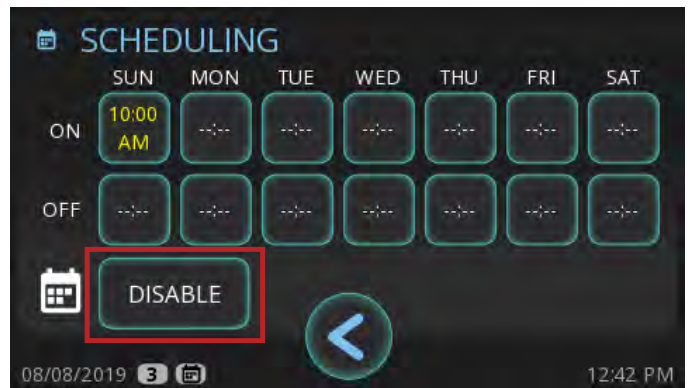 SCHEDULING
SUN MON TUE WED THU FRI SAT
ON 10:00 AM --:-- --:-- --:-- --:-- --:-- --:--
OFF --:-- --:-- --:-- --:-- --:-- --:-- --:--
DISABLE
08/08/2019 3 12:42 PM